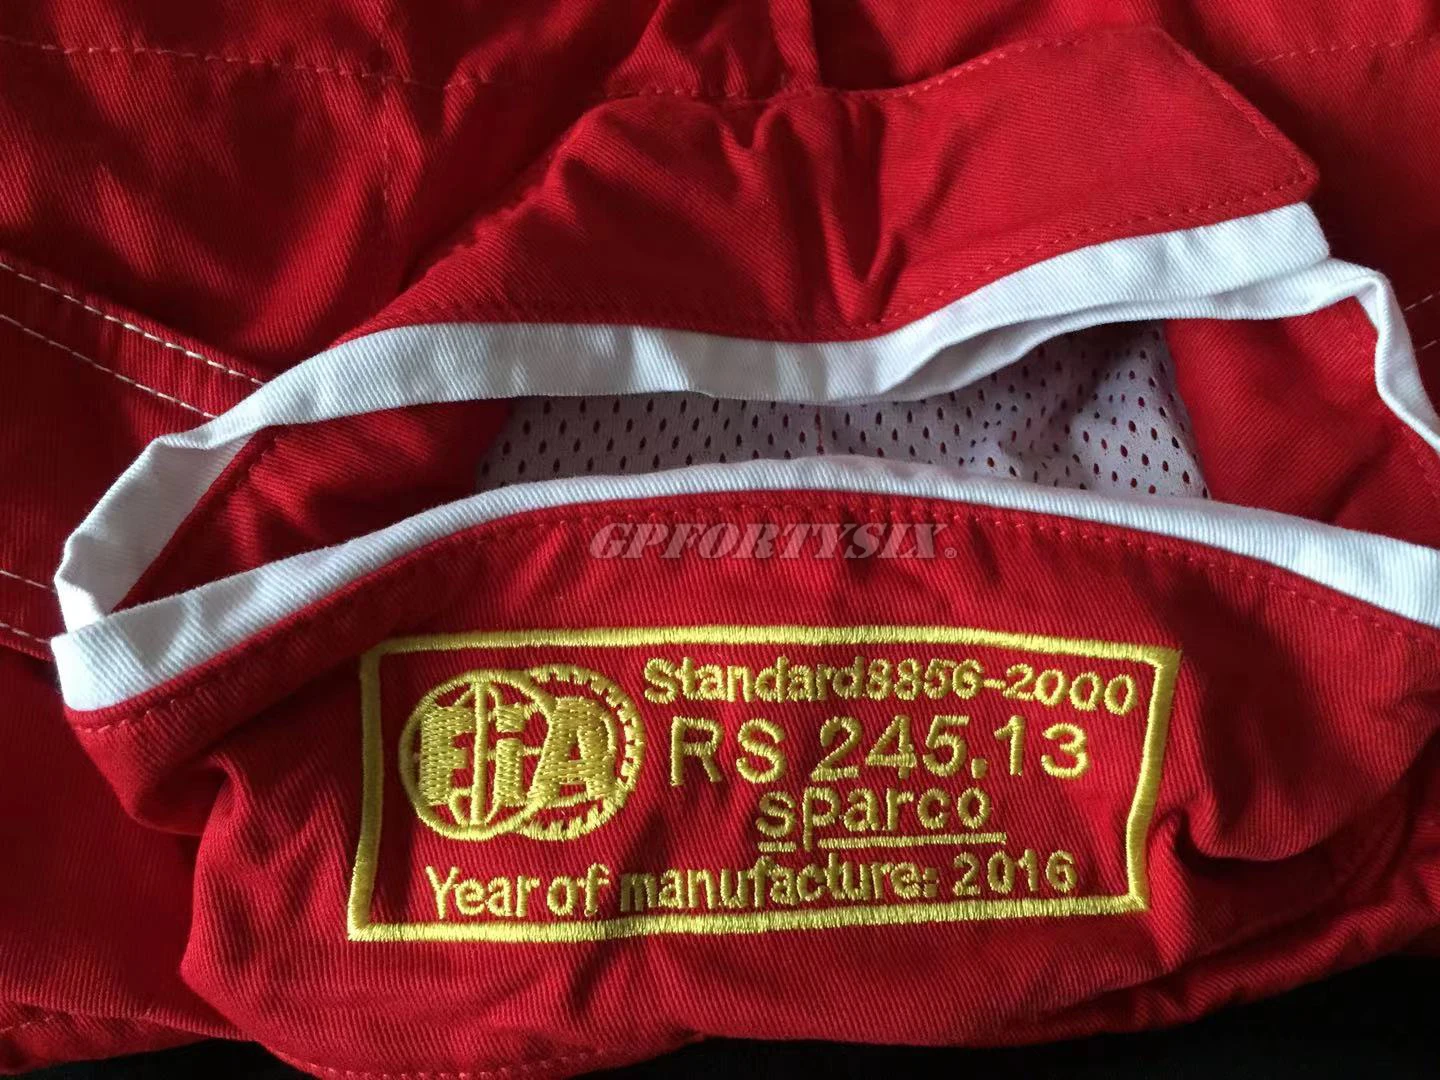 GPFORTYSIX®
FiA
Standard8856-2000
RS 245.13
sparco
Year of manufacture: 2016